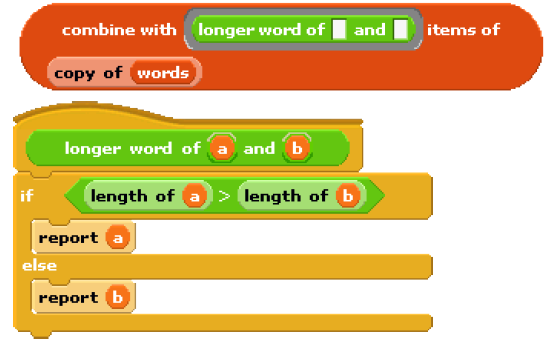 combine with longer word of and items of
copy of words
longer word of a and b
if length of a > length of b
report a
else
report b